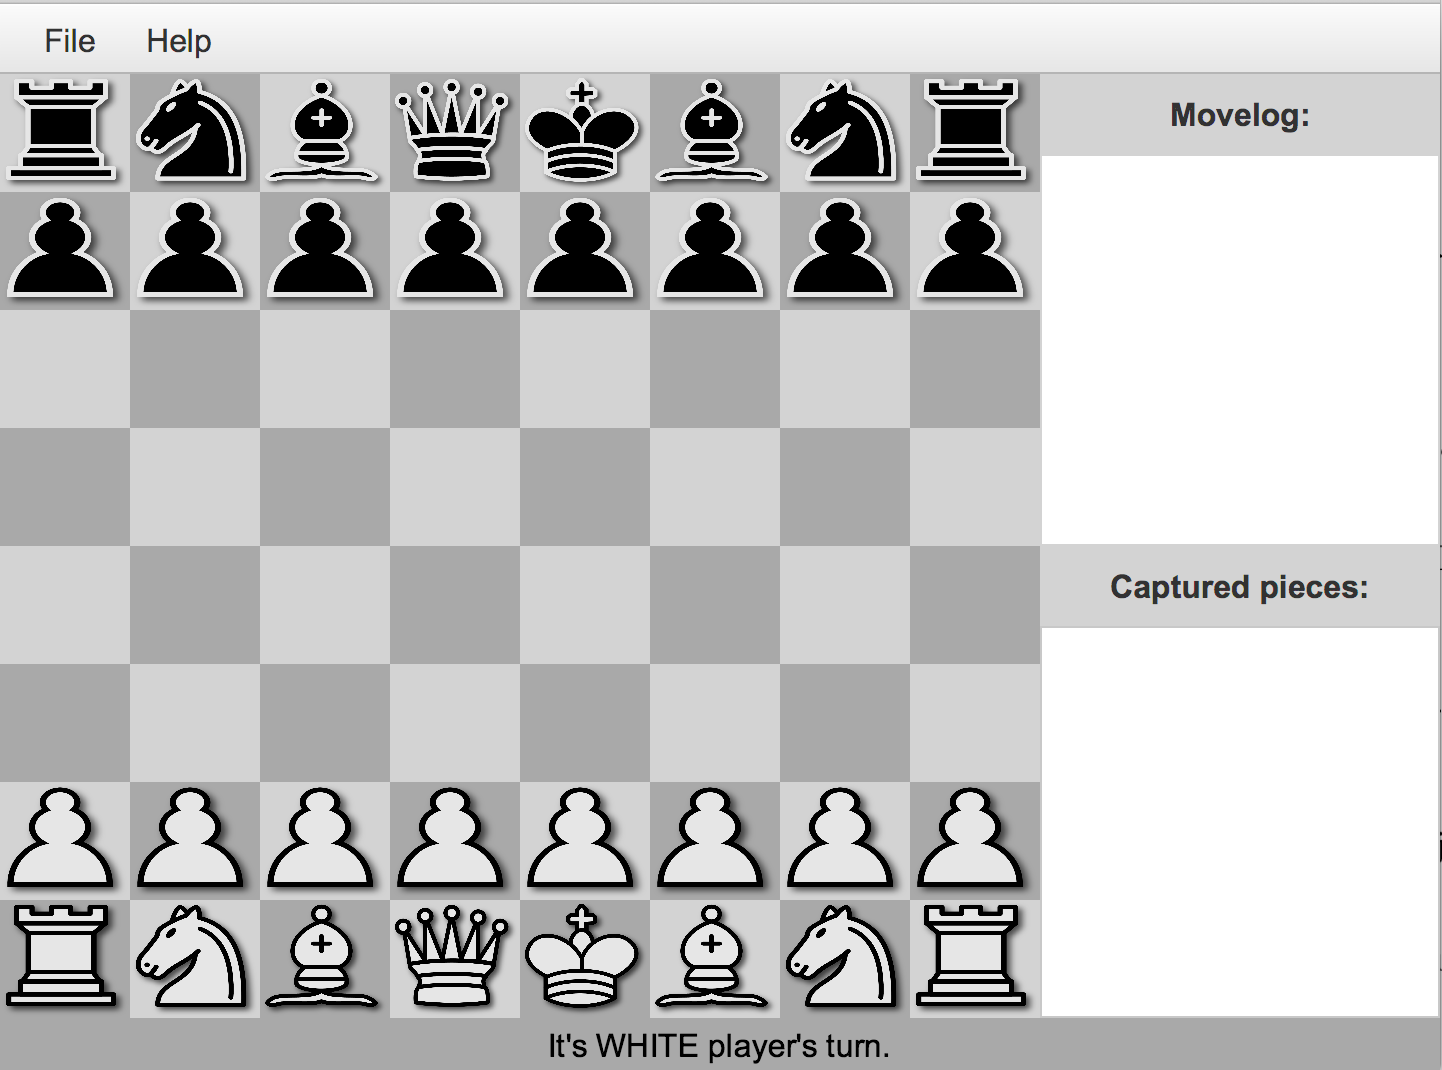 File Help
Movelog:
Captured pieces:
It's WHITE player's turn.